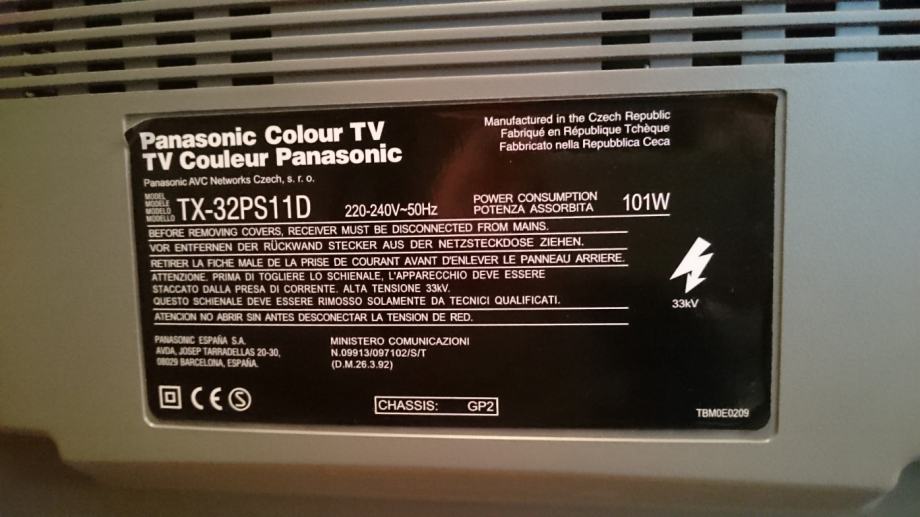 Panasonic Colour TV
TV Couleur Panasonic
Panasonic AVC Networks Czech, s. r. o.
Manufactured in the Czech Republic
Fabriqué en République Tchèque
Fabbricato nella Repubblica Ceca
MODEL
MODELE
MODELO
MODELLO
TX-32PS11D
220-240V~50Hz
POWER CONSUMPTION
POTENZA ASSORBITA
101W
BEFORE REMOVING COVERS, RECEIVER MUST BE DISCONNECTED FROM MAINS.
VOR ENTFERNEN DER RÜCKWAND STECKER AUS DER NETZSTECKDOSE ZIEHEN.
RETIRER LA FICHE MALE DE LA PRISE DE COURANT AVANT D'ENLEVER LE PANNEAU ARRIERE.
ATTENZIONE. PRIMA DI TOGLIERE LO SCHIENALE, L'APPARECCHIO DEVE ESSERE
STACCATO DALLA PRESA DI CORRENTE. ALTA TENSIONE 33kV.
QUESTO SCHIENALE DEVE ESSERE RIMOSSO SOLAMENTE DA TECNICI QUALIFICATI.
ATENCION NO ABRIR SIN ANTES DESCONECTAR LA TENSION DE RED.
33kV
PANASONIC ESPAÑA S.A.
AVDA, JOSEP TARRADELLAS 20-30,
08029 BARCELONA, ESPAÑA.
MINISTERO COMUNICAZIONI
N.09913/097102/S/T
(D.M.26.3.92)
CE S
CHASSIS: GP2
TBM0E0209